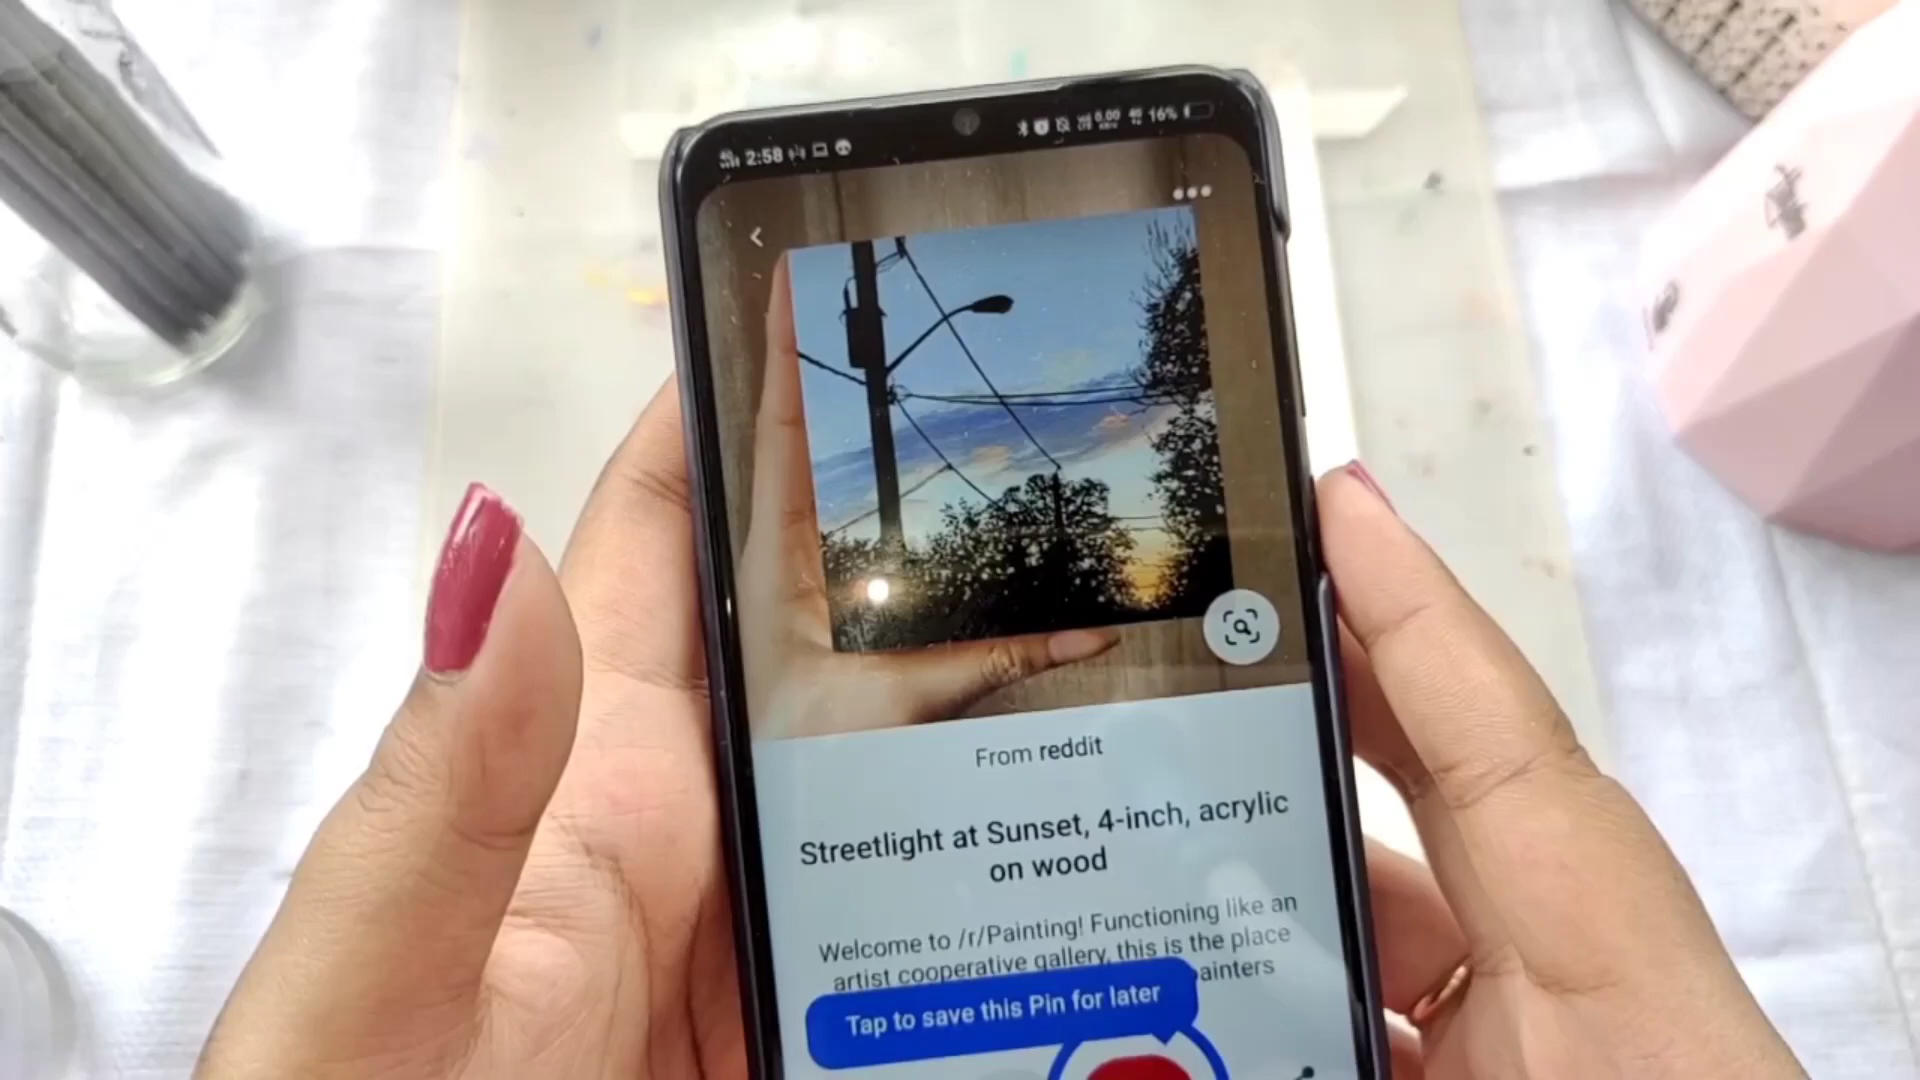 2:58
16%
From reddit
Streetlight at Sunset, 4-inch, acrylic
on wood
Welcome to /r/Painting! Functioning like an
artist cooperative gallery, this is the place
ainters
Tap to save this Pin for later